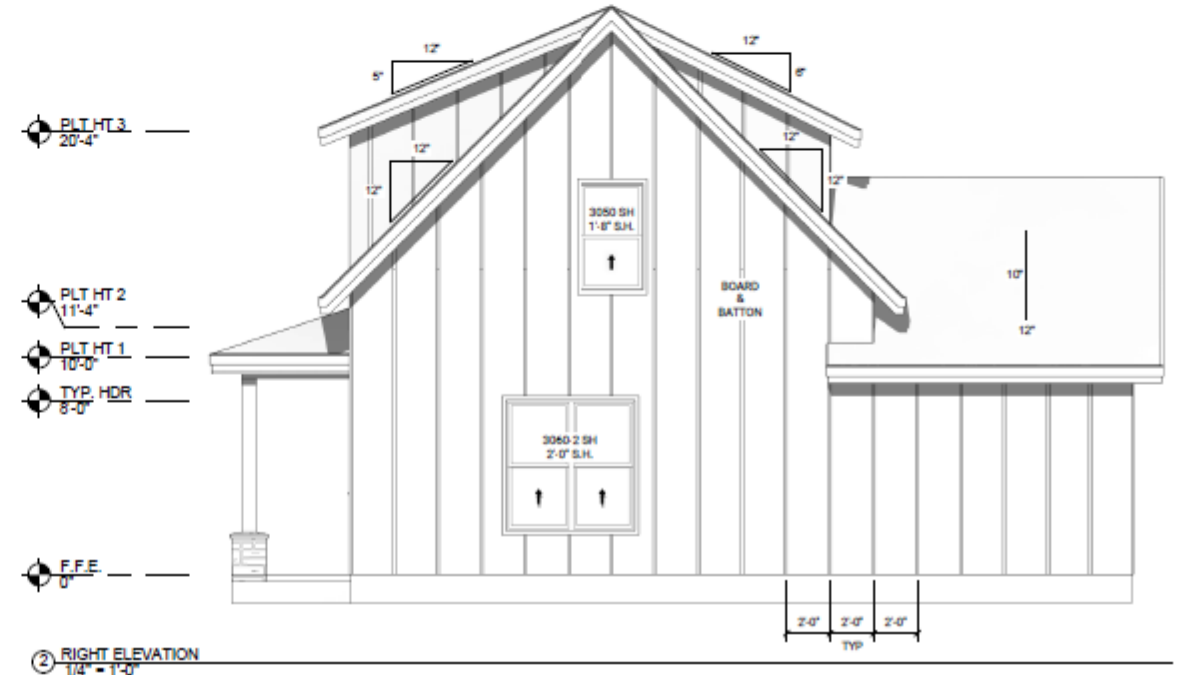 12"
5"
12"
6"
PLT HT 3
20'-4"
12"
12"
12"
12"
3050 SH
1'-8" S.H.
10"
12"
BOARD
&
BATTON
PLT HT 2
11'-4"
PLT HT 1
10'-0"
TYP. HDR
8'-0"
3060-2 SH
2'-0" S.H.
F.F.E.
0"
2'-0" 2'-0" 2'-0"
TYP
2 RIGHT ELEVATION
1/4" = 1'-0"